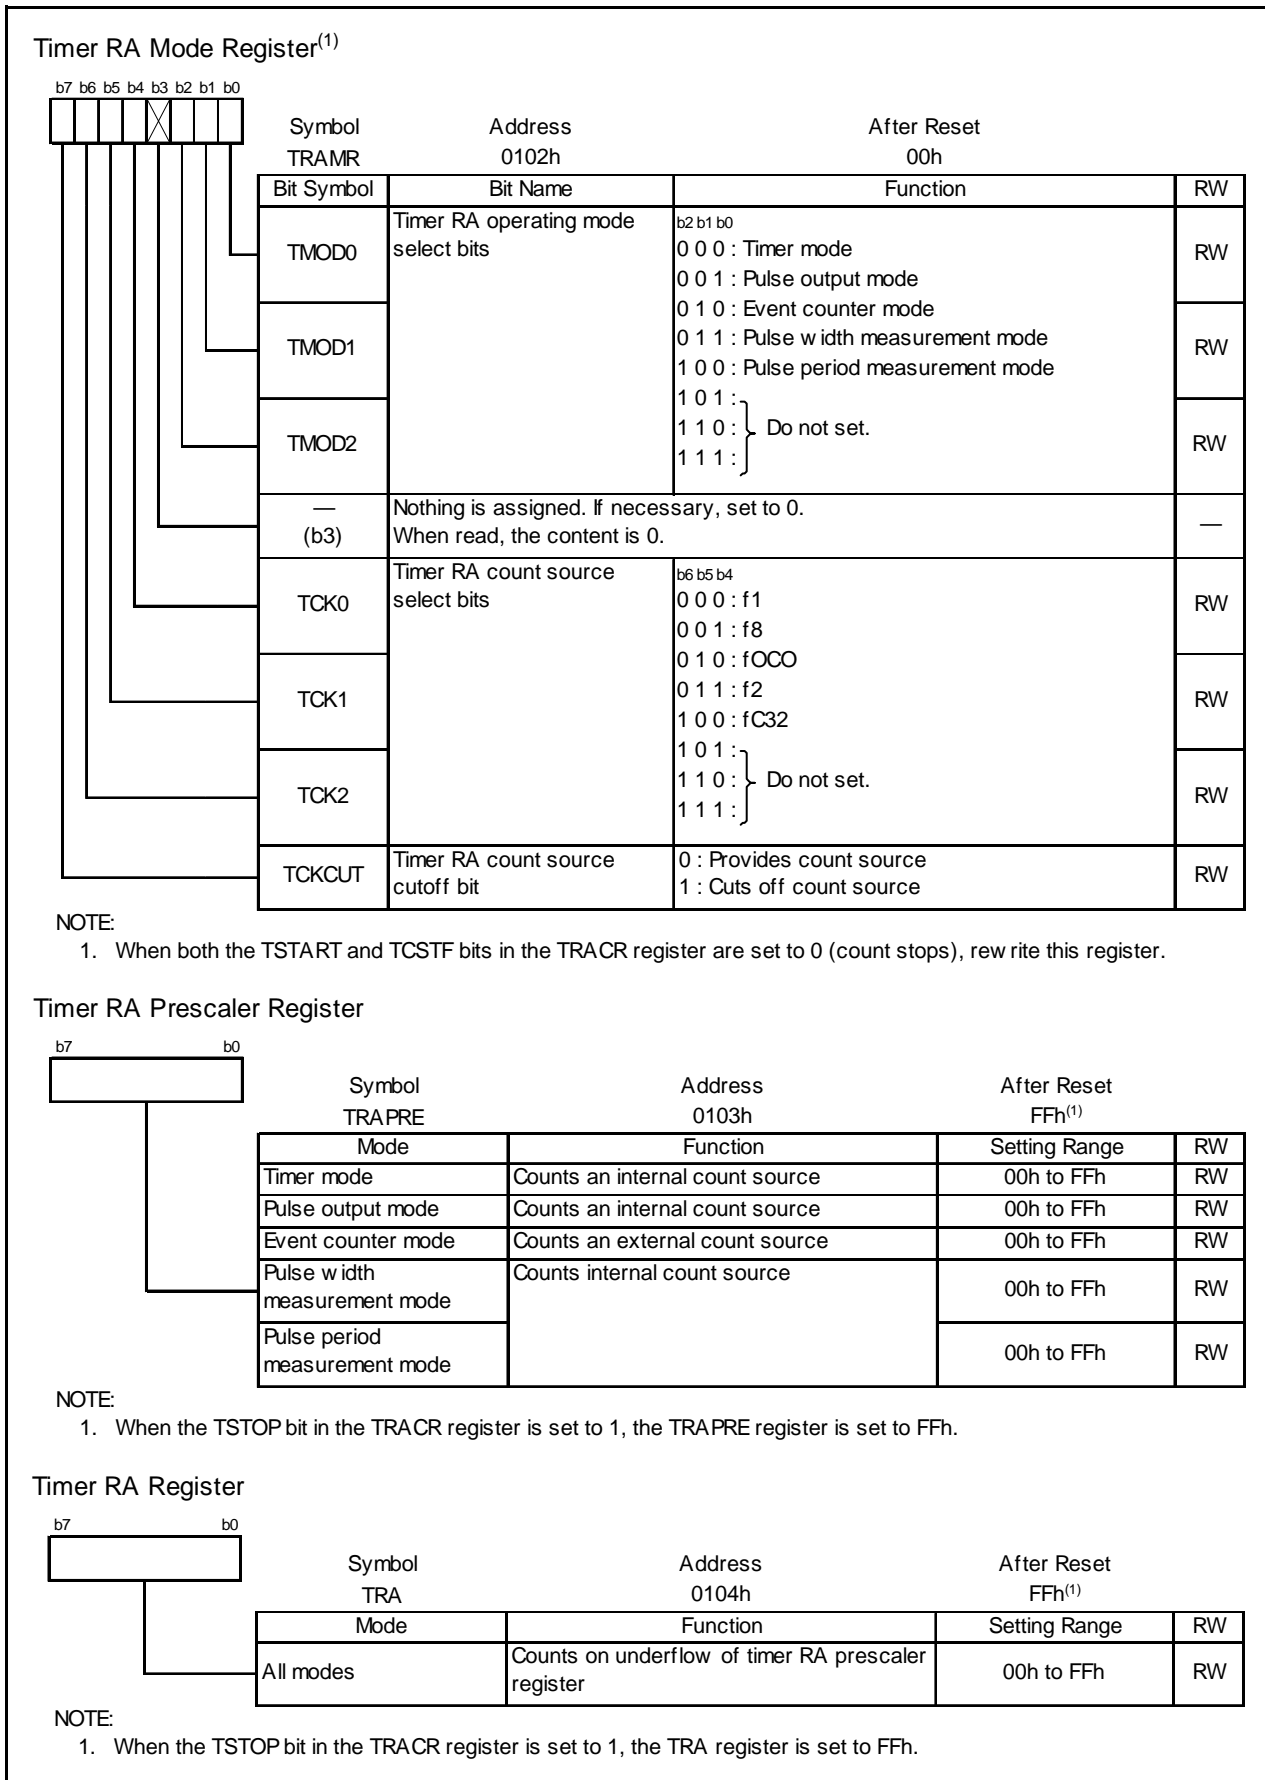 Timer RA Mode Register(1)
b7 b6 b5 b4 b3 b2 b1 b0
Symbol Address After Reset
TRAMR 0102h 00h
Bit Symbol Bit Name Function RW
TMOD0 Timer RA operating mode select bits b2 b1 b0 RW
0 0 0 : Timer mode
0 0 1 : Pulse output mode
0 1 0 : Event counter mode
TMOD1 0 1 1 : Pulse width measurement mode RW
1 0 0 : Pulse period measurement mode
1 0 1 :
TMOD2 1 1 0 : Do not set. RW
1 1 1 :
— (b3) Nothing is assigned. If necessary, set to 0. —
When read, the content is 0.
TCK0 Timer RA count source select bits b6 b5 b4 RW
0 0 0 : f1
0 0 1 : f8
0 1 0 : fOCO
TCK1 0 1 1 : f2 RW
1 0 0 : fC32
1 0 1 :
TCK2 1 1 0 : Do not set. RW
1 1 1 :
TCKCUT Timer RA count source cutoff bit 0 : Provides count source RW
1 : Cuts off count source
NOTE:
1. When both the TSTART and TCSTF bits in the TRACR register are set to 0 (count stops), rewrite this register.
Timer RA Prescaler Register
b7 b0
Symbol Address After Reset
TRAPRE 0103h FFh(1)
Mode Function Setting Range RW
Timer mode Counts an internal count source 00h to FFh RW
Pulse output mode Counts an internal count source 00h to FFh RW
Event counter mode Counts an external count source 00h to FFh RW
Pulse width measurement mode Counts internal count source 00h to FFh RW
Pulse period measurement mode 00h to FFh RW
NOTE:
1. When the TSTOP bit in the TRACR register is set to 1, the TRAPRE register is set to FFh.
Timer RA Register
b7 b0
Symbol Address After Reset
TRA 0104h FFh(1)
Mode Function Setting Range RW
All modes Counts on underflow of timer RA prescaler register 00h to FFh RW
NOTE:
1. When the TSTOP bit in the TRACR register is set to 1, the TRA register is set to FFh.